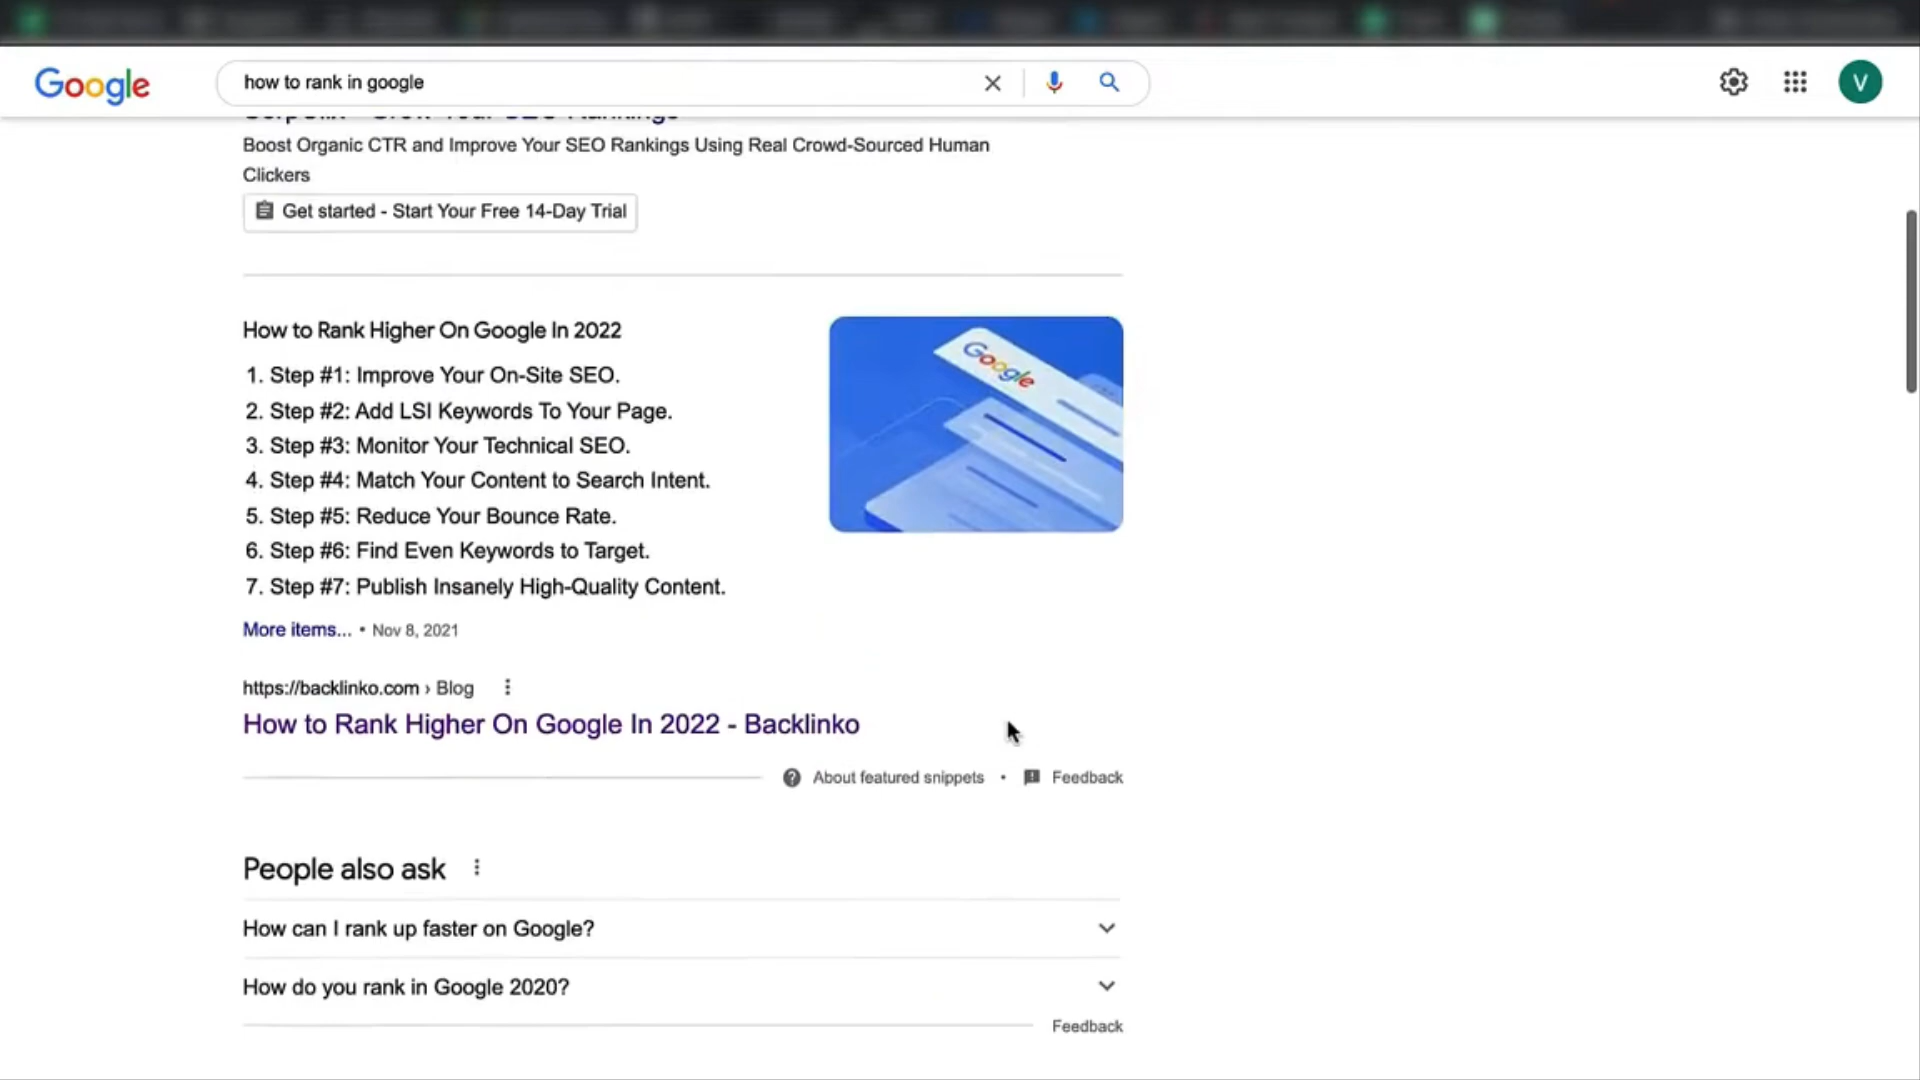 Google
how to rank in google
V
Boost Organic CTR and Improve Your SEO Rankings Using Real Crowd-Sourced Human
Clickers
Get started - Start Your Free 14-Day Trial
How to Rank Higher On Google In 2022
1. Step #1: Improve Your On-Site SEO.
2. Step #2: Add LSI Keywords To Your Page.
3. Step #3: Monitor Your Technical SEO.
4. Step #4: Match Your Content to Search Intent.
5. Step #5: Reduce Your Bounce Rate.
6. Step #6: Find Even Keywords to Target.
7. Step #7: Publish Insanely High-Quality Content.
Google
More items... • Nov 8, 2021
https://backlinko.com › Blog
How to Rank Higher On Google In 2022 - Backlinko
About featured snippets • Feedback
People also ask
How can I rank up faster on Google?
How do you rank in Google 2020?
Feedback